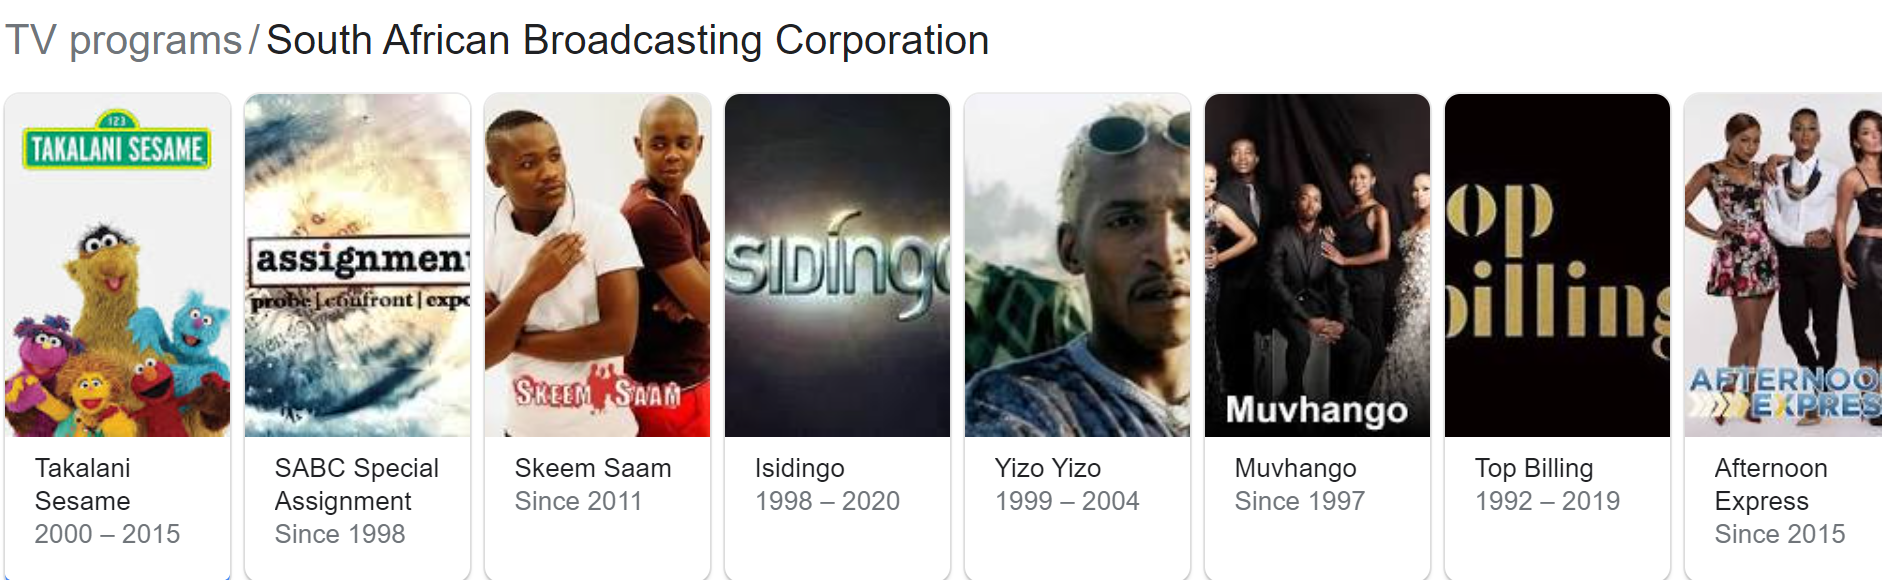 TV programs / South African Broadcasting Corporation
123
TAKALANI SESAME
assignmen
probe | confront | expo
SKEEM SAAM
SIDingo
Muvhango
op
billing
AFTERNOO
EXPRES
Takalani
Sesame
2000 – 2015
SABC Special
Assignment
Since 1998
Skeem Saam
Since 2011
Isidingo
1998 – 2020
Yizo Yizo
1999 – 2004
Muvhango
Since 1997
Top Billing
1992 – 2019
Afternoon
Express
Since 2015